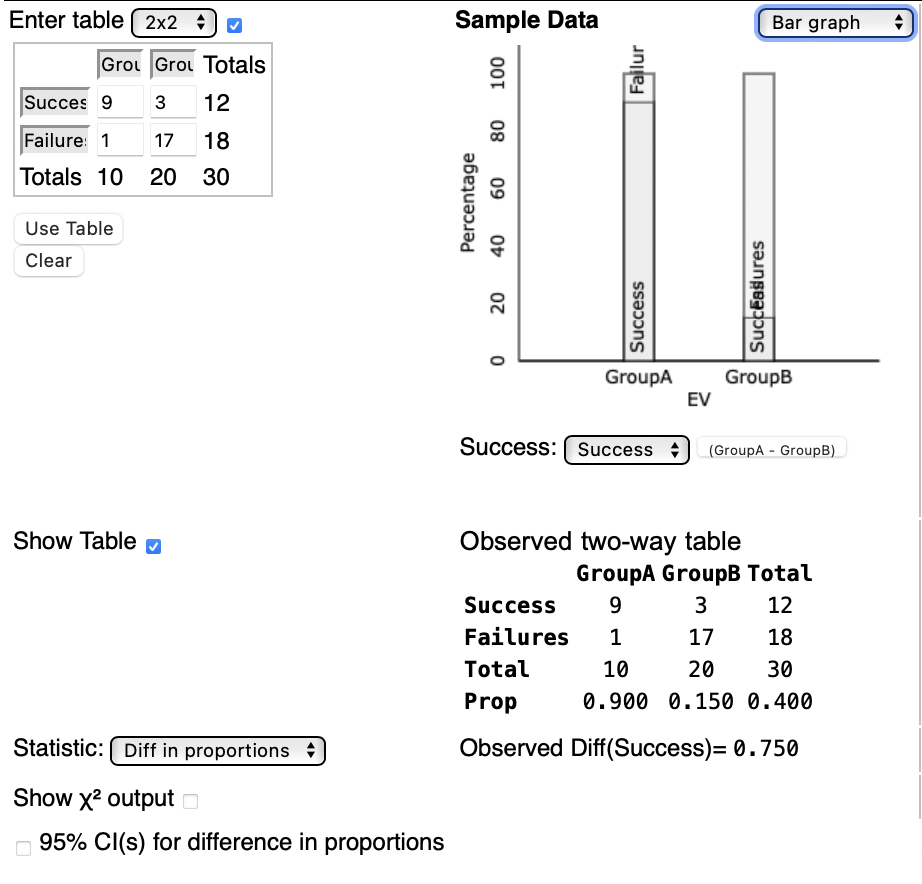 Enter table 2x2
Grou Grou Totals
Succes 9 3 12
Failure 1 17 18
Totals 10 20 30
Use Table
Clear
Sample Data Bar graph
Percentage
100
80
60
40
20
0
Failur
Success
Failures
Success
GroupA GroupB
EV
Success: Success (GroupA - GroupB)
Show Table
Observed two-way table
GroupA GroupB Total
Success 9 3 12
Failures 1 17 18
Total 10 20 30
Prop 0.900 0.150 0.400
Statistic: Diff in proportions
Observed Diff(Success)= 0.750
Show χ² output
95% CI(s) for difference in proportions